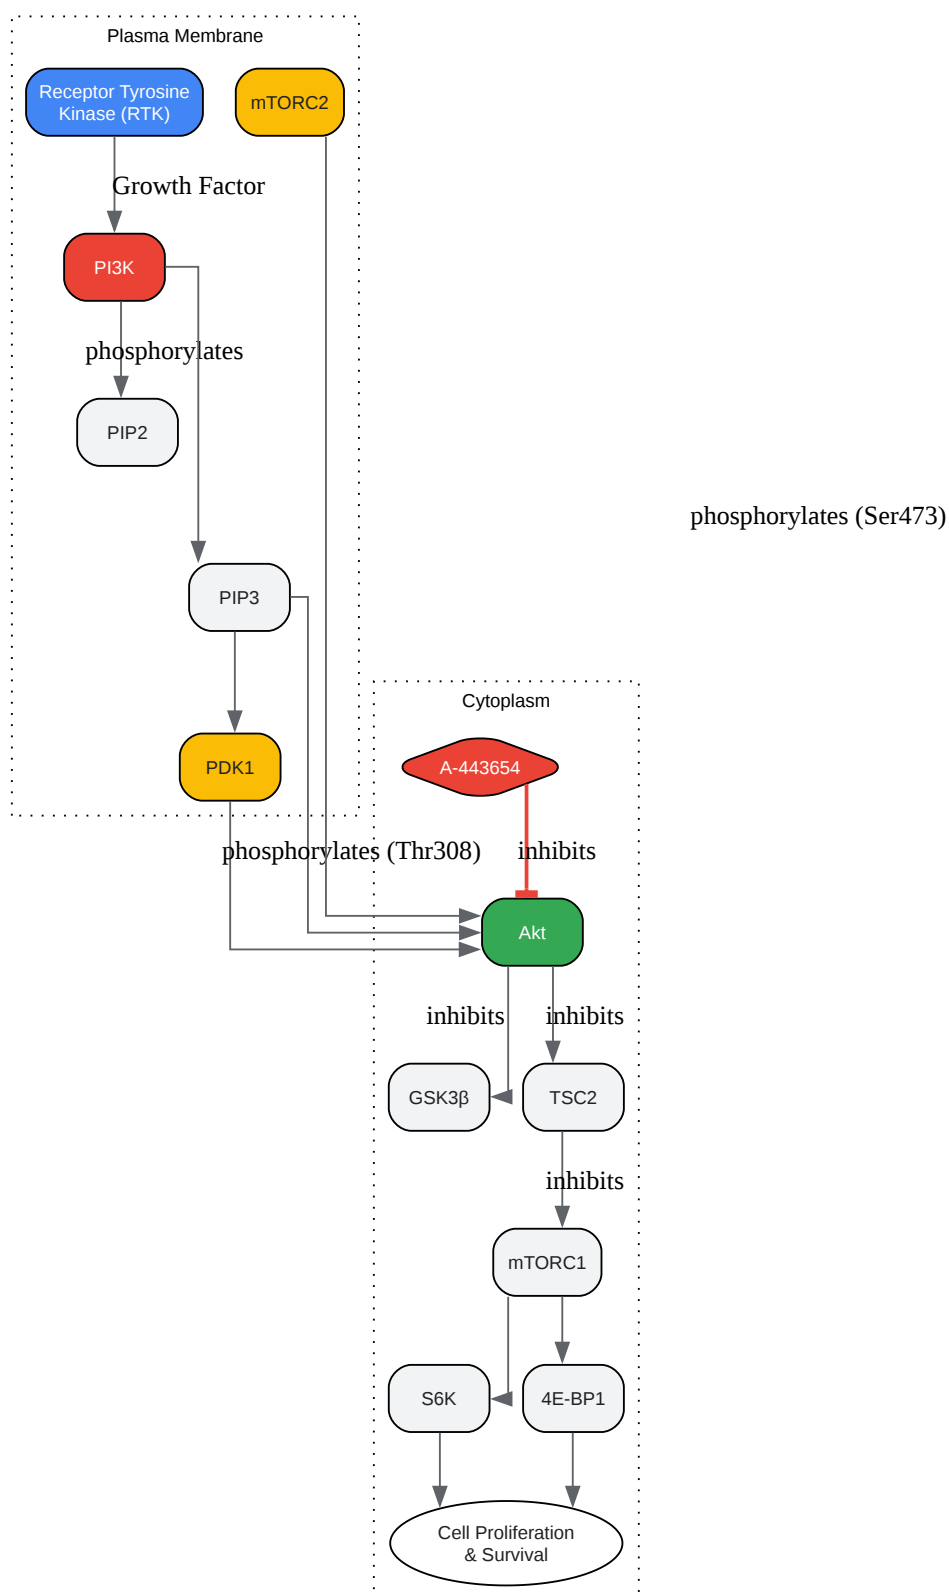 Plasma Membrane
Receptor Tyrosine
Kinase (RTK)
mTORC2
Growth Factor
PI3K
phosphorylates
PIP2
phosphorylates (Ser473)
PIP3
Cytoplasm
PDK1
A-443654
phosphorylates (Thr308)
inhibits
Akt
inhibits
inhibits
GSK3β
TSC2
inhibits
mTORC1
S6K
4E-BP1
Cell Proliferation
& Survival